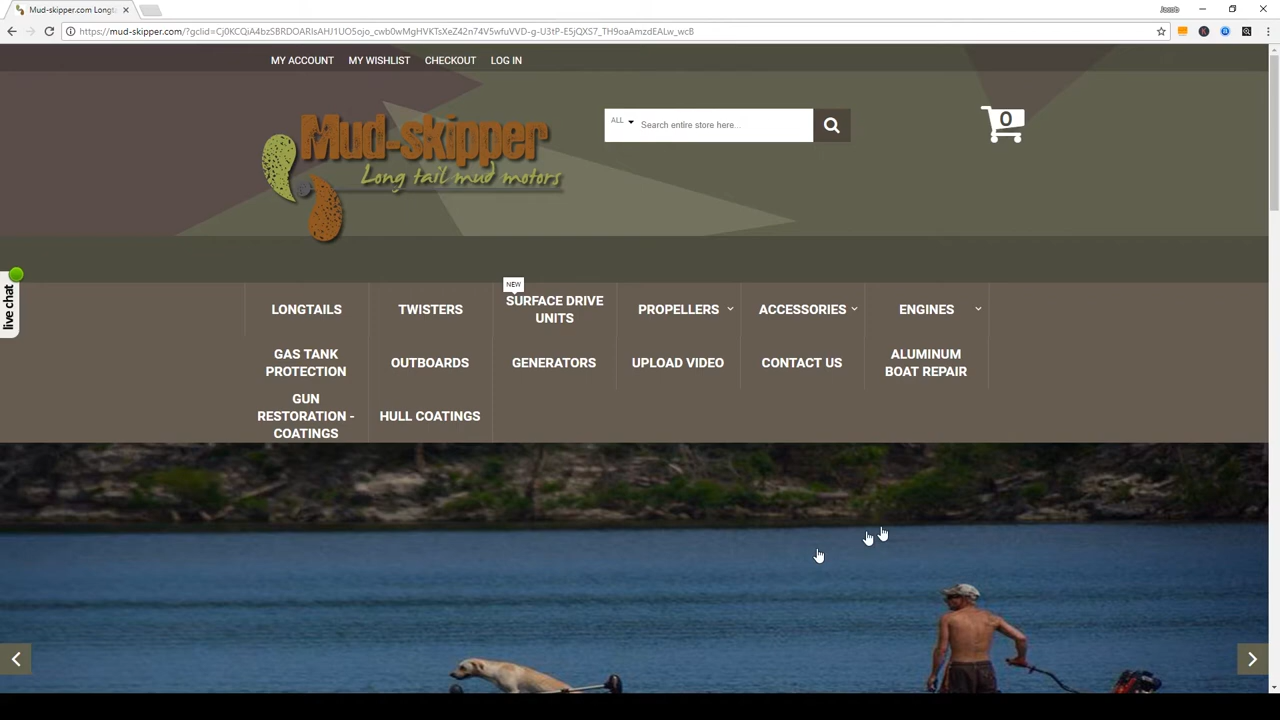 Mud-skipper.com Longt
Jacob
https://mud-skipper.com/?gclid=Cj0KCQiA4bzSBRDOARIsAHJ1UO5ojo_cwb0wMgHVKTsXeZ42n74T5wfuVVD-g-U3tP-E5jQXS7_TH9oaAmzdEALw_wcB
MY ACCOUNT MY WISHLIST CHECKOUT LOG IN
Mud-skipper
Long tail mud motors
ALL Search entire store here...
0
live chat
NEW
LONGTAILS
TWISTERS
SURFACE DRIVE
UNITS
PROPELLERS
ACCESSORIES
ENGINES
GAS TANK
PROTECTION
OUTBOARDS
GENERATORS
UPLOAD VIDEO
CONTACT US
ALUMINUM
BOAT REPAIR
GUN
RESTORATION -
COATINGS
HULL COATINGS